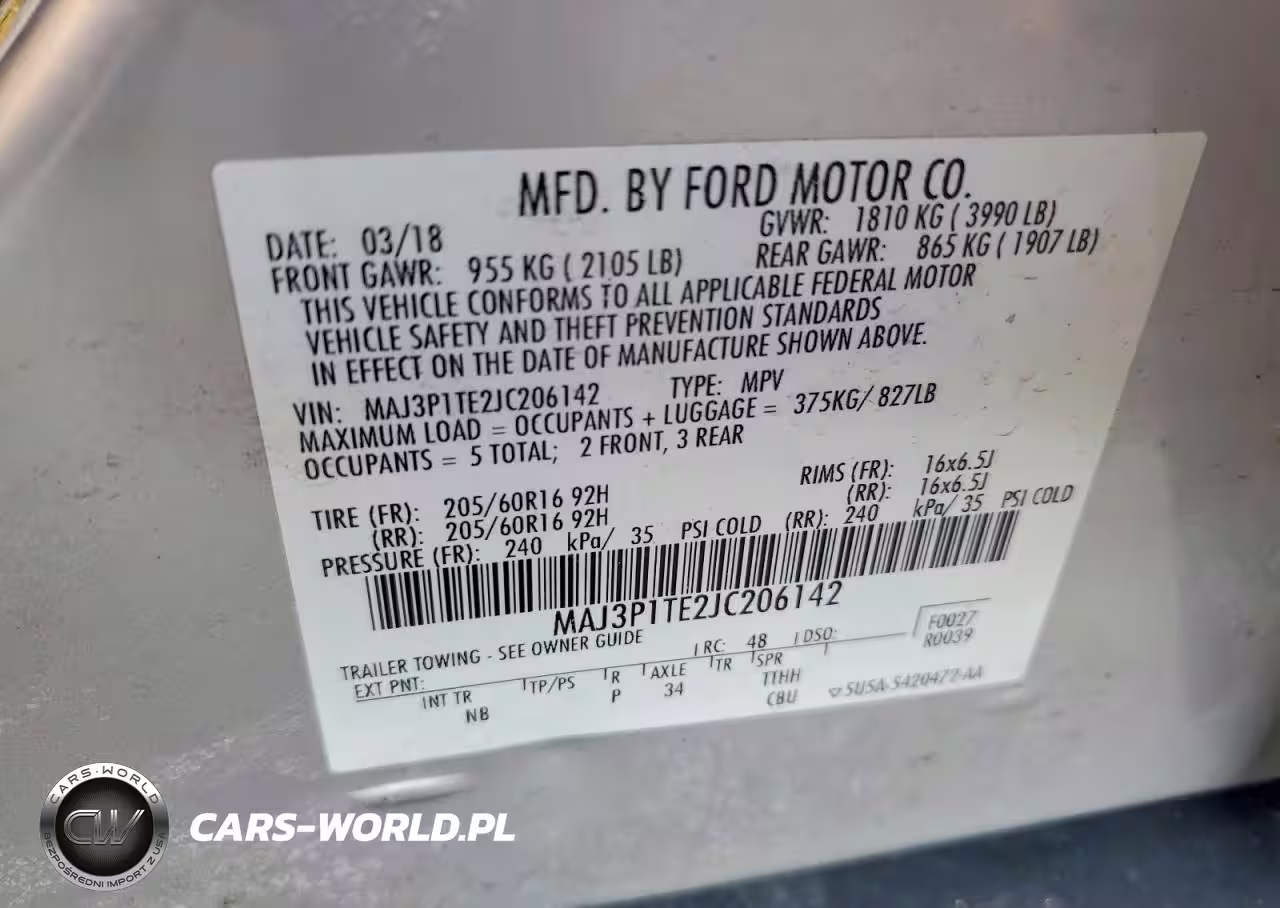 MFD. BY FORD MOTOR CO.
DATE: 03/18 GVWR: 1810 KG ( 3990 LB)
FRONT GAWR: 955 KG ( 2105 LB) REAR GAWR: 865 KG ( 1907 LB)
THIS VEHICLE CONFORMS TO ALL APPLICABLE FEDERAL MOTOR
VEHICLE SAFETY AND THEFT PREVENTION STANDARDS
IN EFFECT ON THE DATE OF MANUFACTURE SHOWN ABOVE.
VIN: MAJ3P1TE2JC206142 TYPE: MPV
MAXIMUM LOAD = OCCUPANTS + LUGGAGE = 375KG/ 827LB
OCCUPANTS = 5 TOTAL; 2 FRONT, 3 REAR
TIRE (FR): 205/60R16 92H RIMS (FR): 16x6.5J
(RR): 205/60R16 92H (RR): 16x6.5J
PRESSURE (FR): 240 kPa/ 35 PSI COLD (RR): 240 kPa/ 35 PSI COLD
MAJ3P1TE2JC206142
TRAILER TOWING - SEE OWNER GUIDE
EXT PNT: RC: 48 DSO: F0027
R0039
INT TR TP/PS R AXLE TR SPR
NB P 34 TTHH
CBU 5U5A-5420472-AA
CARS-WORLD
CW
BEZPOŚREDNI IMPORT Z USA
CARS-WORLD.PL